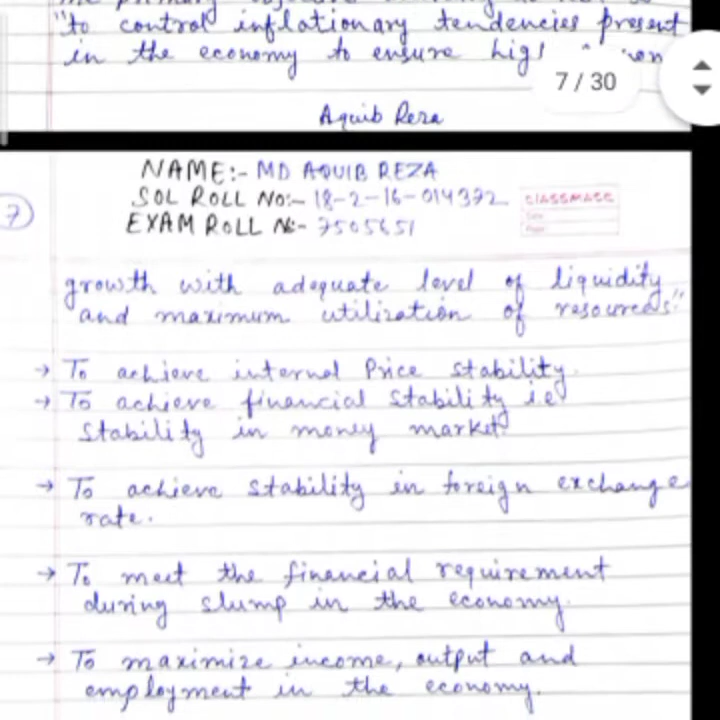 "to control inflationary tendencies present
in the economy to ensure
7 / 30
Aquib Reza
NAME:- MD AQUIB REZA
SOL ROLL NO:- 18-2-16-014372
EXAM ROLL No:- 7505651
CLASSMATE
Date
Page
7
growth with adequate level of liquidity
and maximum utilization of resources"
→ To achieve internal Price stability.
→ To achieve financial stability ie
stability in money market.
→ To achieve stability in foreign exchange
rate.
→ To meet the financial requirement
during slump in the economy.
→ To maximize income, output and
employment in the economy.